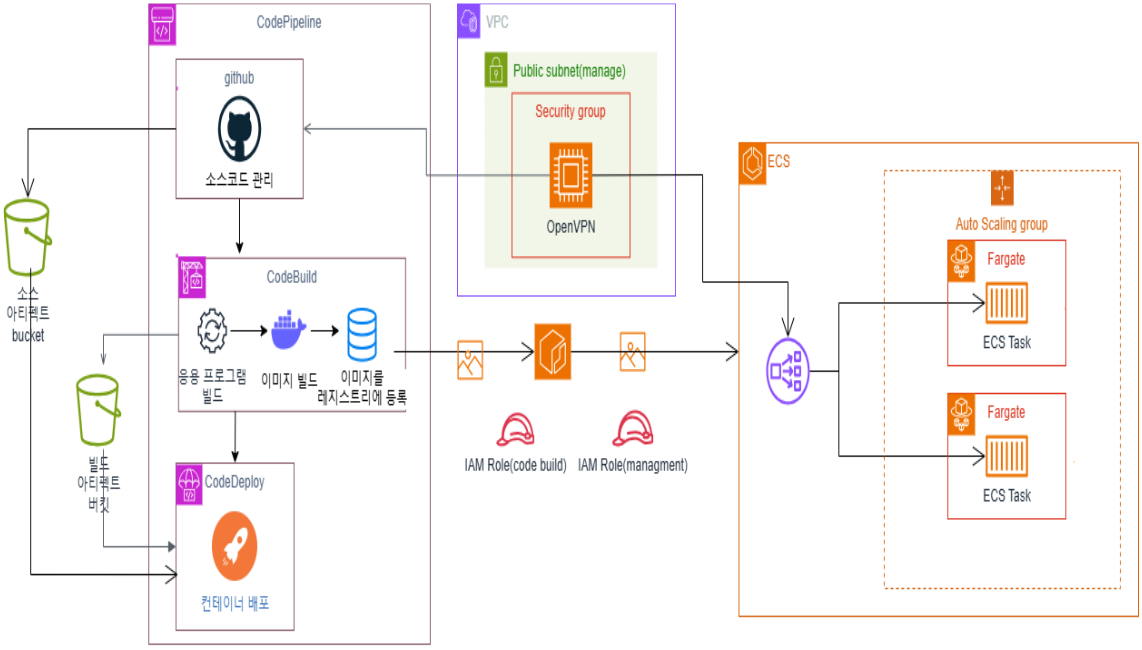 CodePipeline
github
소스코드 관리
소스
아티팩트
bucket
CodeBuild
응용 프로그램
빌드
이미지 빌드
이미지를
레지스트리에 등록
빌드
아티팩트
버킷
CodeDeploy
컨테이너 배포
VPC
Public subnet(manage)
Security group
OpenVPN
IAM Role(code build)
IAM Role(managment)
ECS
Auto Scaling group
Fargate
ECS Task
Fargate
ECS Task